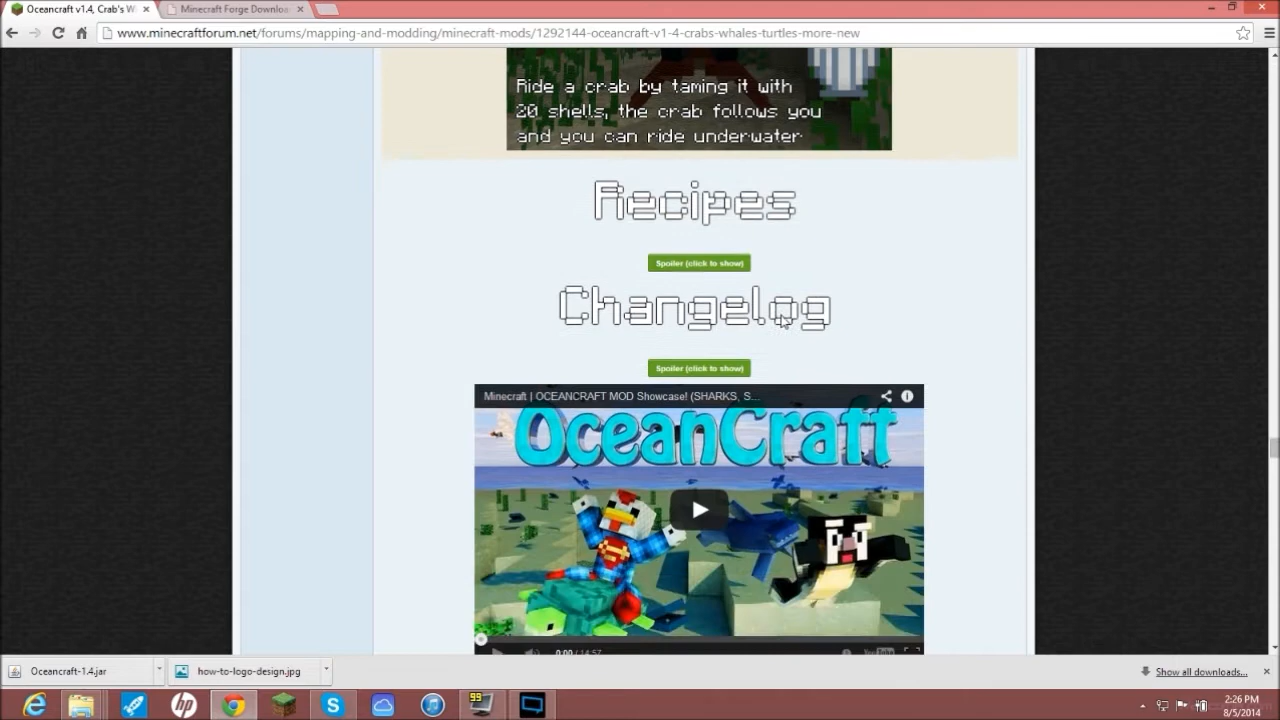 Oceancraft v1.4, Crab's W
Minecraft Forge Downloa
www.minecraftforum.net/forums/mapping-and-modding/minecraft-mods/1292144-oceancraft-v1-4-crabs-whales-turtles-more-new
Ride a crab by taming it with
20 shells, the crab follows you
and you can ride underwater
Recipes
Spoiler (click to show)
Changelog
Spoiler (click to show)
Minecraft | OCEANCRAFT MOD Showcase! (SHARKS, S...
OceanCraft
0:00 / 14:57
YouTube
Oceancraft-1.4.jar
how-to-logo-design.jpg
Show all downloads...
99
2:26 PM
8/5/2014